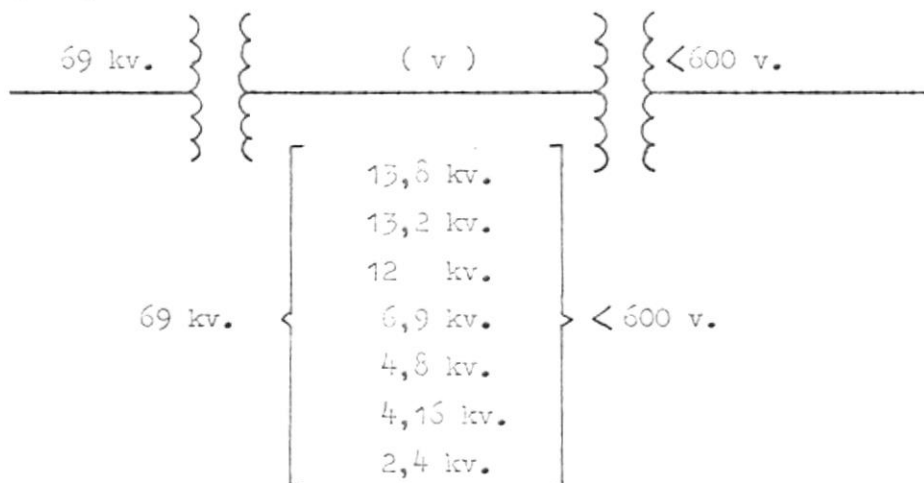 69 kv. ( v ) <600 v.
13,8 kv.
13,2 kv.
12 kv.
69 kv. 6,9 kv. < 600 v.
4,8 kv.
4,16 kv.
2,4 kv.